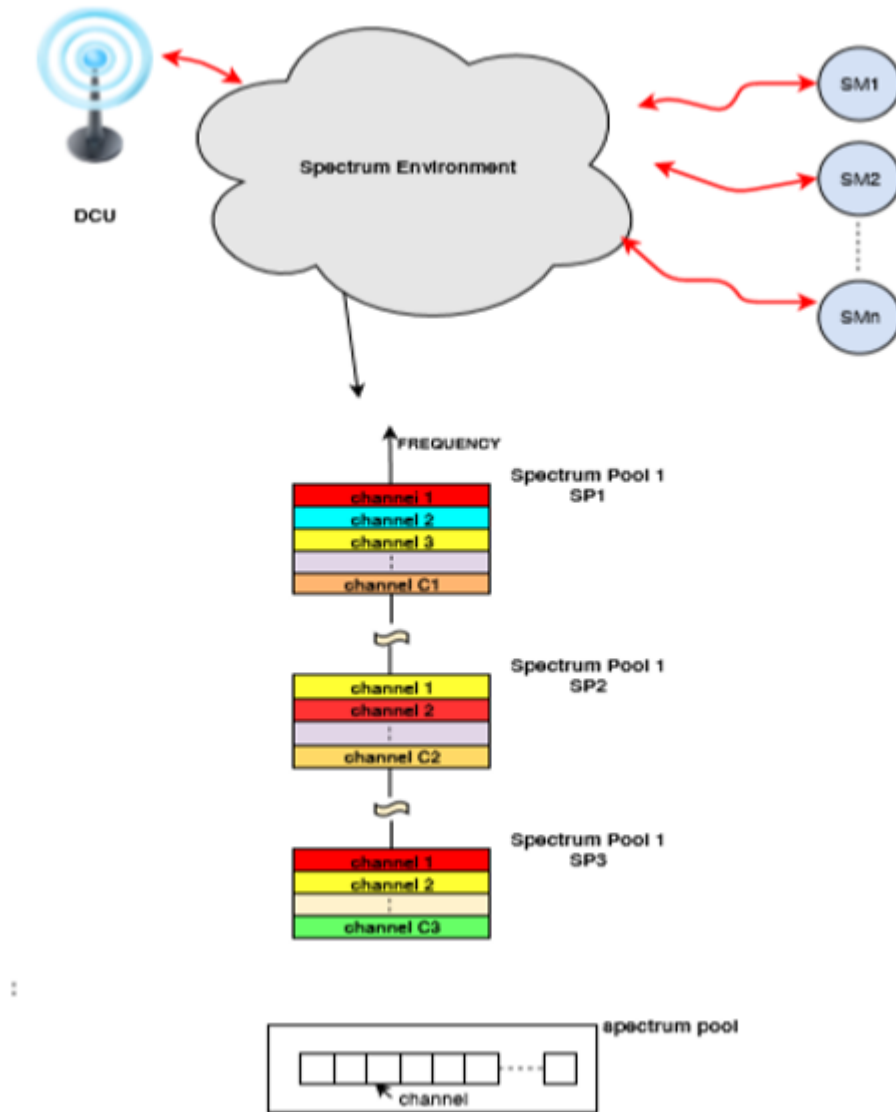 SM1
Spectrum Environment
SM2
DCU
SMn
FREQUENCY
Spectrum Pool 1
SP1
channel 1
channel 2
channel 3
channel C1
Spectrum Pool 1
SP2
channel 1
channel 2
channel C2
Spectrum Pool 1
SP3
channel 1
channel 2
channel C3
spectrum pool
channel